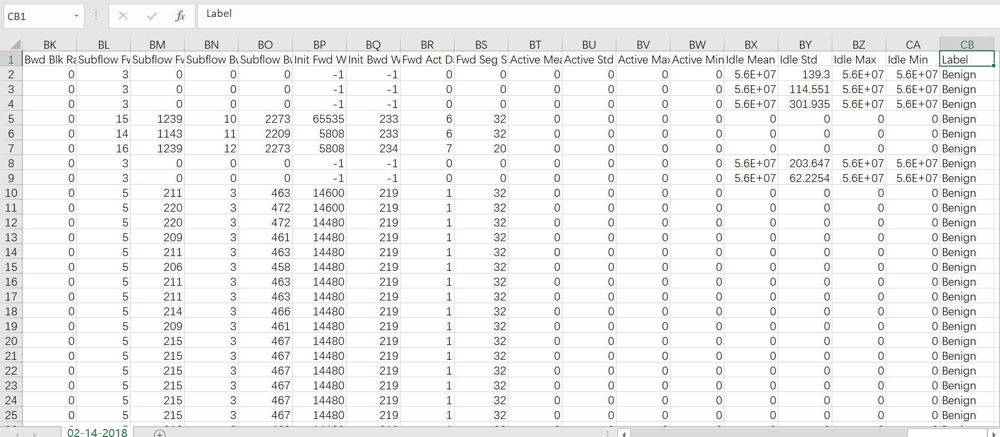 CB1 fx Label
BK BL BM BN BO BP BQ BR BS BT BU BV BW BX BY BZ CA CB
1 Bwd Blk Ra Subflow Fw Subflow Fw Subflow Bw Subflow Bw Init Fwd W Init Bwd W Fwd Act Da Fwd Seg S Active Mea Active Std Active Max Active Min Idle Mean Idle Std Idle Max Idle Min Label
2 0 3 0 0 0 -1 -1 0 0 0 0 0 0 5.6E+07 139.3 5.6E+07 5.6E+07 Benign
3 0 3 0 0 0 -1 -1 0 0 0 0 0 0 5.6E+07 114.551 5.6E+07 5.6E+07 Benign
4 0 3 0 0 0 -1 -1 0 0 0 0 0 0 5.6E+07 301.935 5.6E+07 5.6E+07 Benign
5 0 15 1239 10 2273 65535 233 6 32 0 0 0 0 0 0 0 0 Benign
6 0 14 1143 11 2209 5808 233 6 32 0 0 0 0 0 0 0 0 Benign
7 0 16 1239 12 2273 5808 234 7 20 0 0 0 0 0 0 0 0 Benign
8 0 3 0 0 0 -1 -1 0 0 0 0 0 0 5.6E+07 203.647 5.6E+07 5.6E+07 Benign
9 0 3 0 0 0 -1 -1 0 0 0 0 0 0 5.6E+07 62.2254 5.6E+07 5.6E+07 Benign
10 0 5 211 3 463 14600 219 1 32 0 0 0 0 0 0 0 0 Benign
11 0 5 220 3 472 14600 219 1 32 0 0 0 0 0 0 0 0 Benign
12 0 5 220 3 472 14480 219 1 32 0 0 0 0 0 0 0 0 Benign
13 0 5 209 3 461 14480 219 1 32 0 0 0 0 0 0 0 0 Benign
14 0 5 211 3 463 14480 219 1 32 0 0 0 0 0 0 0 0 Benign
15 0 5 206 3 458 14480 219 1 32 0 0 0 0 0 0 0 0 Benign
16 0 5 211 3 463 14480 219 1 32 0 0 0 0 0 0 0 0 Benign
17 0 5 211 3 463 14480 219 1 32 0 0 0 0 0 0 0 0 Benign
18 0 5 214 3 466 14480 219 1 32 0 0 0 0 0 0 0 0 Benign
19 0 5 209 3 461 14480 219 1 32 0 0 0 0 0 0 0 0 Benign
20 0 5 215 3 467 14480 219 1 32 0 0 0 0 0 0 0 0 Benign
21 0 5 215 3 467 14480 219 1 32 0 0 0 0 0 0 0 0 Benign
22 0 5 215 3 467 14480 219 1 32 0 0 0 0 0 0 0 0 Benign
23 0 5 215 3 467 14480 219 1 32 0 0 0 0 0 0 0 0 Benign
24 0 5 215 3 467 14480 219 1 32 0 0 0 0 0 0 0 0 Benign
25 0 5 215 3 467 14480 219 1 32 0 0 0 0 0 0 0 0 Benign
02-14-2018